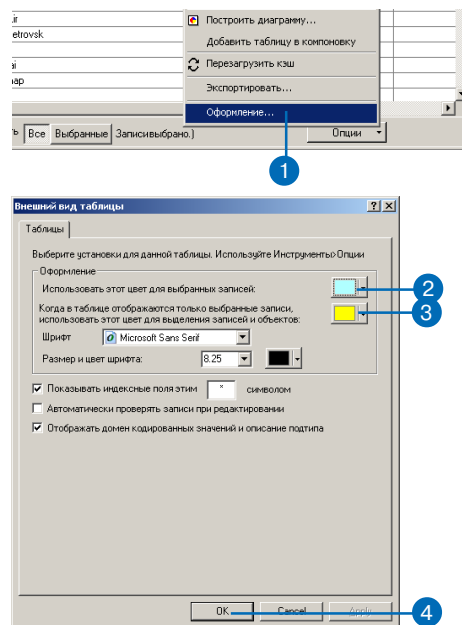 .ir
etrovsk
ai
пар
Построить диаграмму...
Добавить таблицу в компоновку
Перезагрузить кэш
Экспортировать...
Оформление...
ть Все Выбранные Записивыбрано.) Опции
1
Внешний вид таблицы
Таблицы
Выберите установки для данной таблицы. Используйте Инструменты>Опции
Оформление
Использовать этот цвет для выбранных записей:
2
Когда в таблице отображаются только выбранные записи,
использовать этот цвет для выделения записей и объектов:
3
Шрифт Microsoft Sans Serif
Размер и цвет шрифта: 8.25
Показывать индексные поля этим * символом
Автоматически проверять записи при редактировании
Отображать домен кодированных значений и описание подтипа
OK Cancel Apply
4